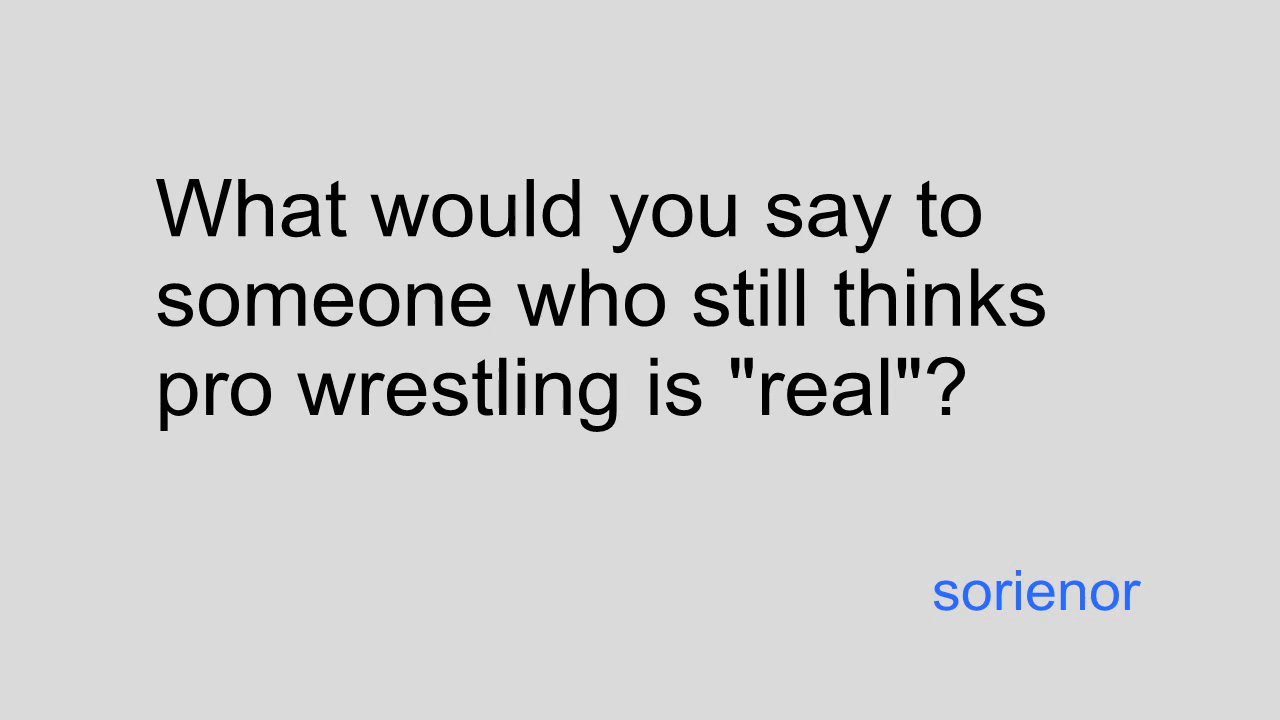 What would you say to
someone who still thinks
pro wrestling is "real"?
sorienor